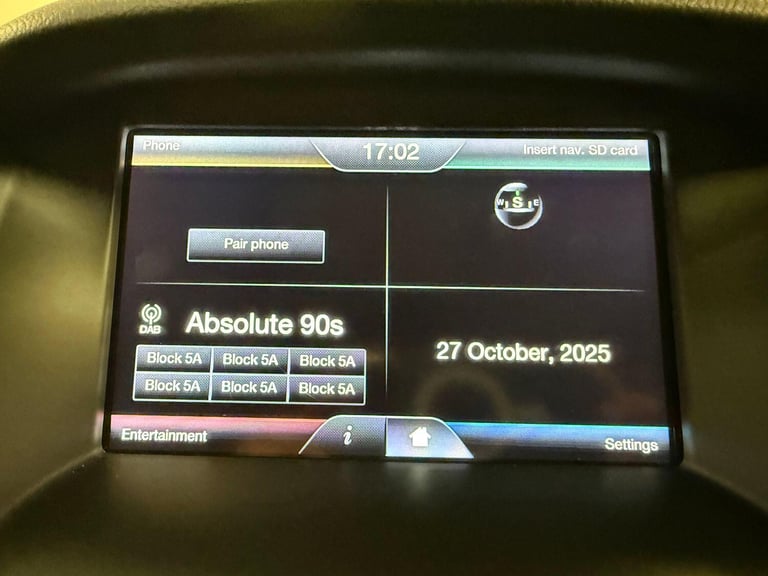 Phone
17:02
Insert nav. SD card
W S E
Pair phone
DAB
Absolute 90s
Block 5A Block 5A Block 5A
Block 5A Block 5A Block 5A
27 October, 2025
Entertainment
i
Settings